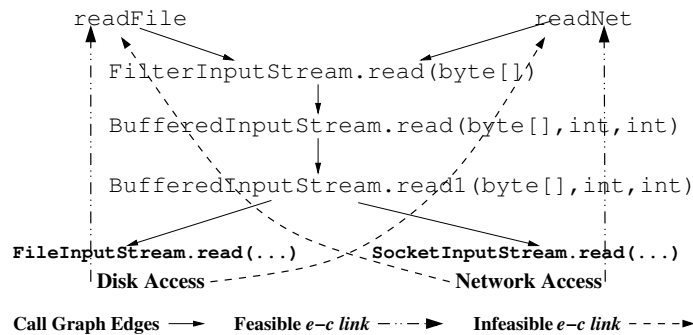 readFile readNet
FilterInputStream.read(byte[])
BufferedInputStream.read(byte[],int,int)
BufferedInputStream.read1(byte[],int,int)
FileInputStream.read(...) SocketInputStream.read(...)
Disk Access Network Access
Call Graph Edges Feasible e−c link Infeasible e−c link